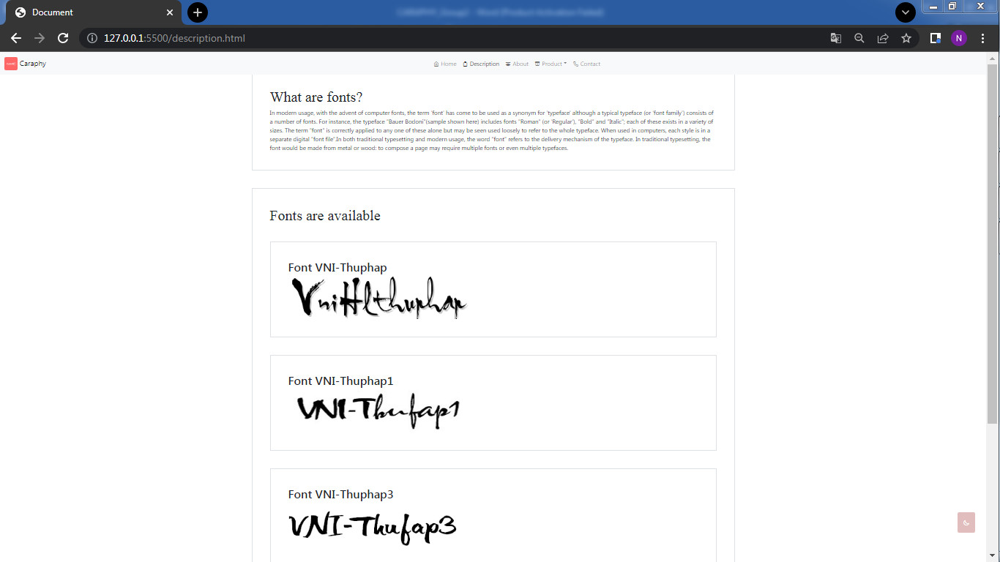 Document
127.0.0.1:5500/description.html
N
Caraphy
Home
Description
About
Product
Contact
What are fonts?
In modern usage, with the advent of computer fonts, the term 'font' has come to be used as a synonym for 'typeface' although a typical typeface (or 'font family') consists
of a number of fonts. For instance, the typeface "Bauer Bodoni"(sample shown here) includes fonts "Roman" (or 'Regular'), "Bold" and "Italic"; each of these exists in a variety of
sizes. The term "font" is correctly applied to any one of these alone but may be seen used loosely to refer to the whole typeface. When used in computers, each style is in a
separate digital "font file".In both traditional typesetting and modern usage, the word "font" refers to the delivery mechanism of the typeface. In traditional typesetting, the
font would be made from metal or wood: to compose a page may require multiple fonts or even multiple typefaces.
Fonts are available
Font VNI-Thuphap
VniHlthuphap
Font VNI-Thuphap1
VNI-Thufap1
Font VNI-Thuphap3
VNI-Thufap3